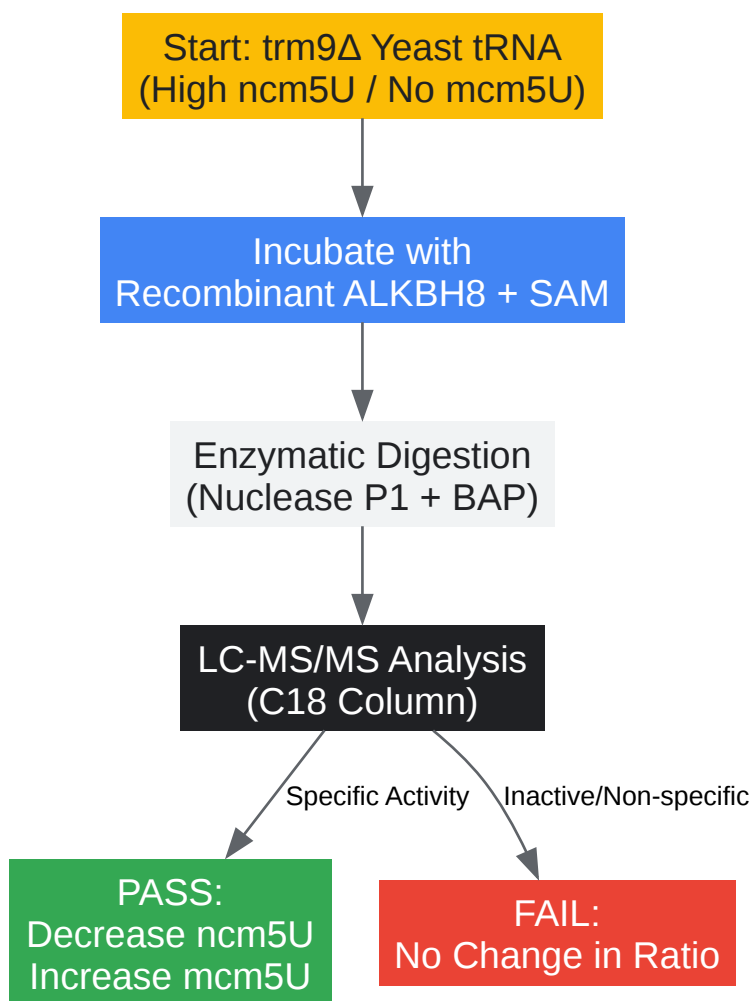 Start: trm9Δ Yeast tRNA
(High ncm5U / No mcm5U)
Incubate with
Recombinant ALKBH8 + SAM
Enzymatic Digestion
(Nuclease P1 + BAP)
LC-MS/MS Analysis
(C18 Column)
Specific Activity
Inactive/Non-specific
PASS:
Decrease ncm5U
Increase mcm5U
FAIL:
No Change in Ratio